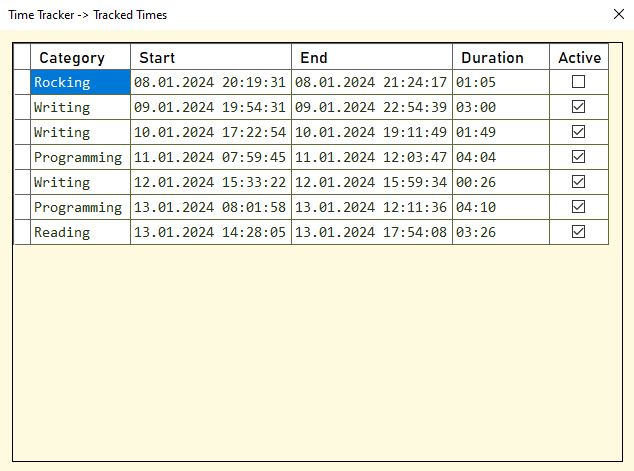 Time Tracker -> Tracked Times
Category Start End Duration Active
Rocking 08.01.2024 20:19:31 08.01.2024 21:24:17 01:05
Writing 09.01.2024 19:54:31 09.01.2024 22:54:39 03:00
Writing 10.01.2024 17:22:54 10.01.2024 19:11:49 01:49
Programming 11.01.2024 07:59:45 11.01.2024 12:03:47 04:04
Writing 12.01.2024 15:33:22 12.01.2024 15:59:34 00:26
Programming 13.01.2024 08:01:58 13.01.2024 12:11:36 04:10
Reading 13.01.2024 14:28:05 13.01.2024 17:54:08 03:26